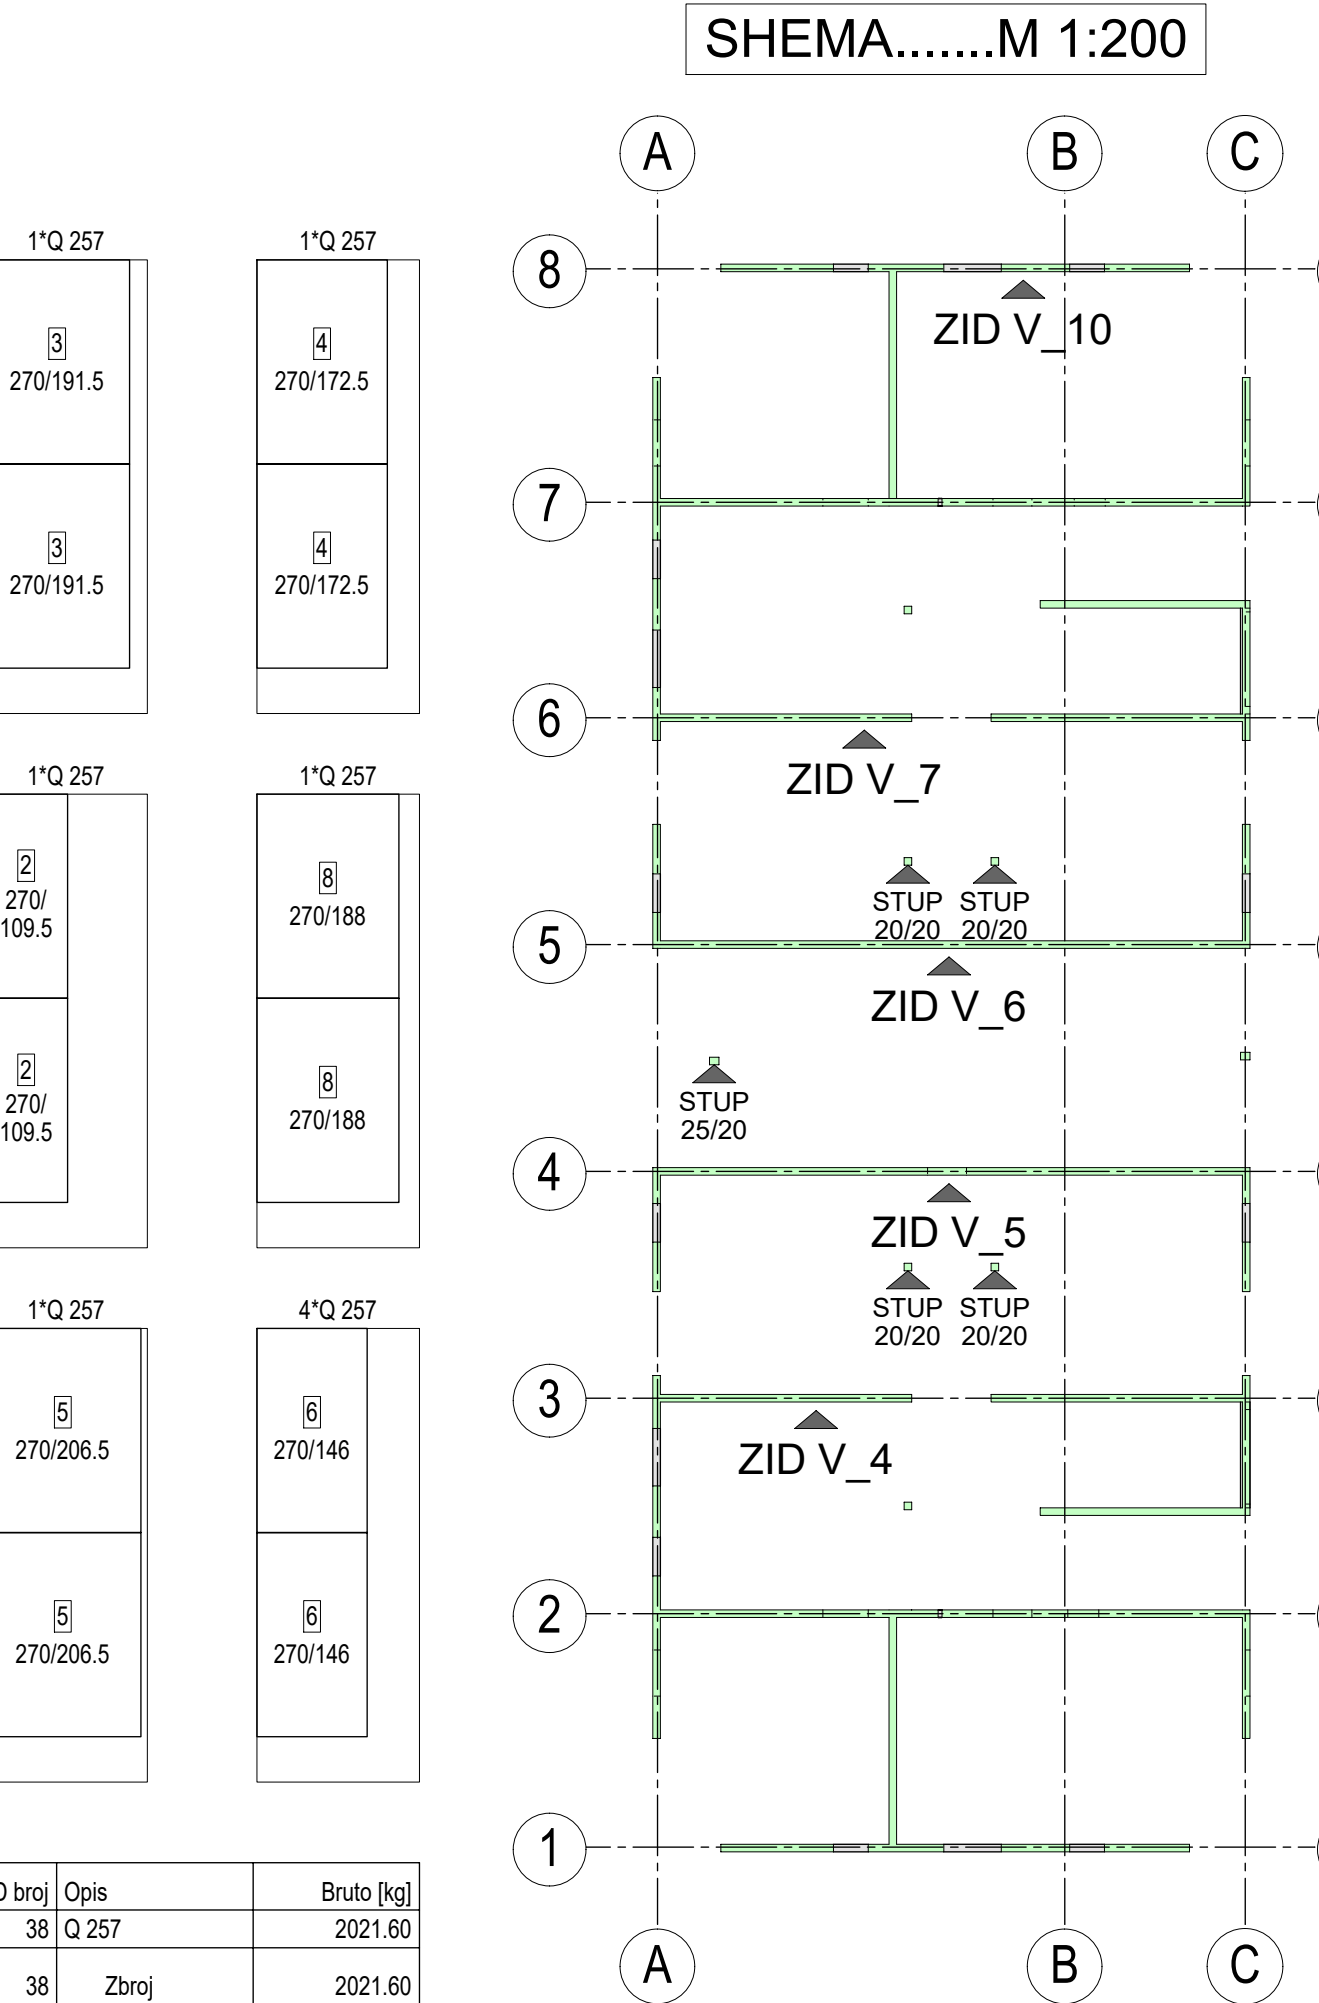 SHEMA.......M 1:200
A
B
C
1*Q 257
1*Q 257
3
270/191.5
4
270/172.5
3
270/191.5
4
270/172.5
1*Q 257
1*Q 257
2
270/
109.5
8
270/188
2
270/
109.5
8
270/188
1*Q 257
4*Q 257
5
270/206.5
6
270/146
5
270/206.5
6
270/146
8
ZID V_10
7
6
ZID V_7
STUP
20/20
STUP
20/20
5
ZID V_6
STUP
25/20
4
ZID V_5
STUP
20/20
STUP
20/20
3
ZID V_4
2
1
broj Opis Bruto [kg]
38 Q 257 2021.60
38 Zbroj 2021.60
A
B
C